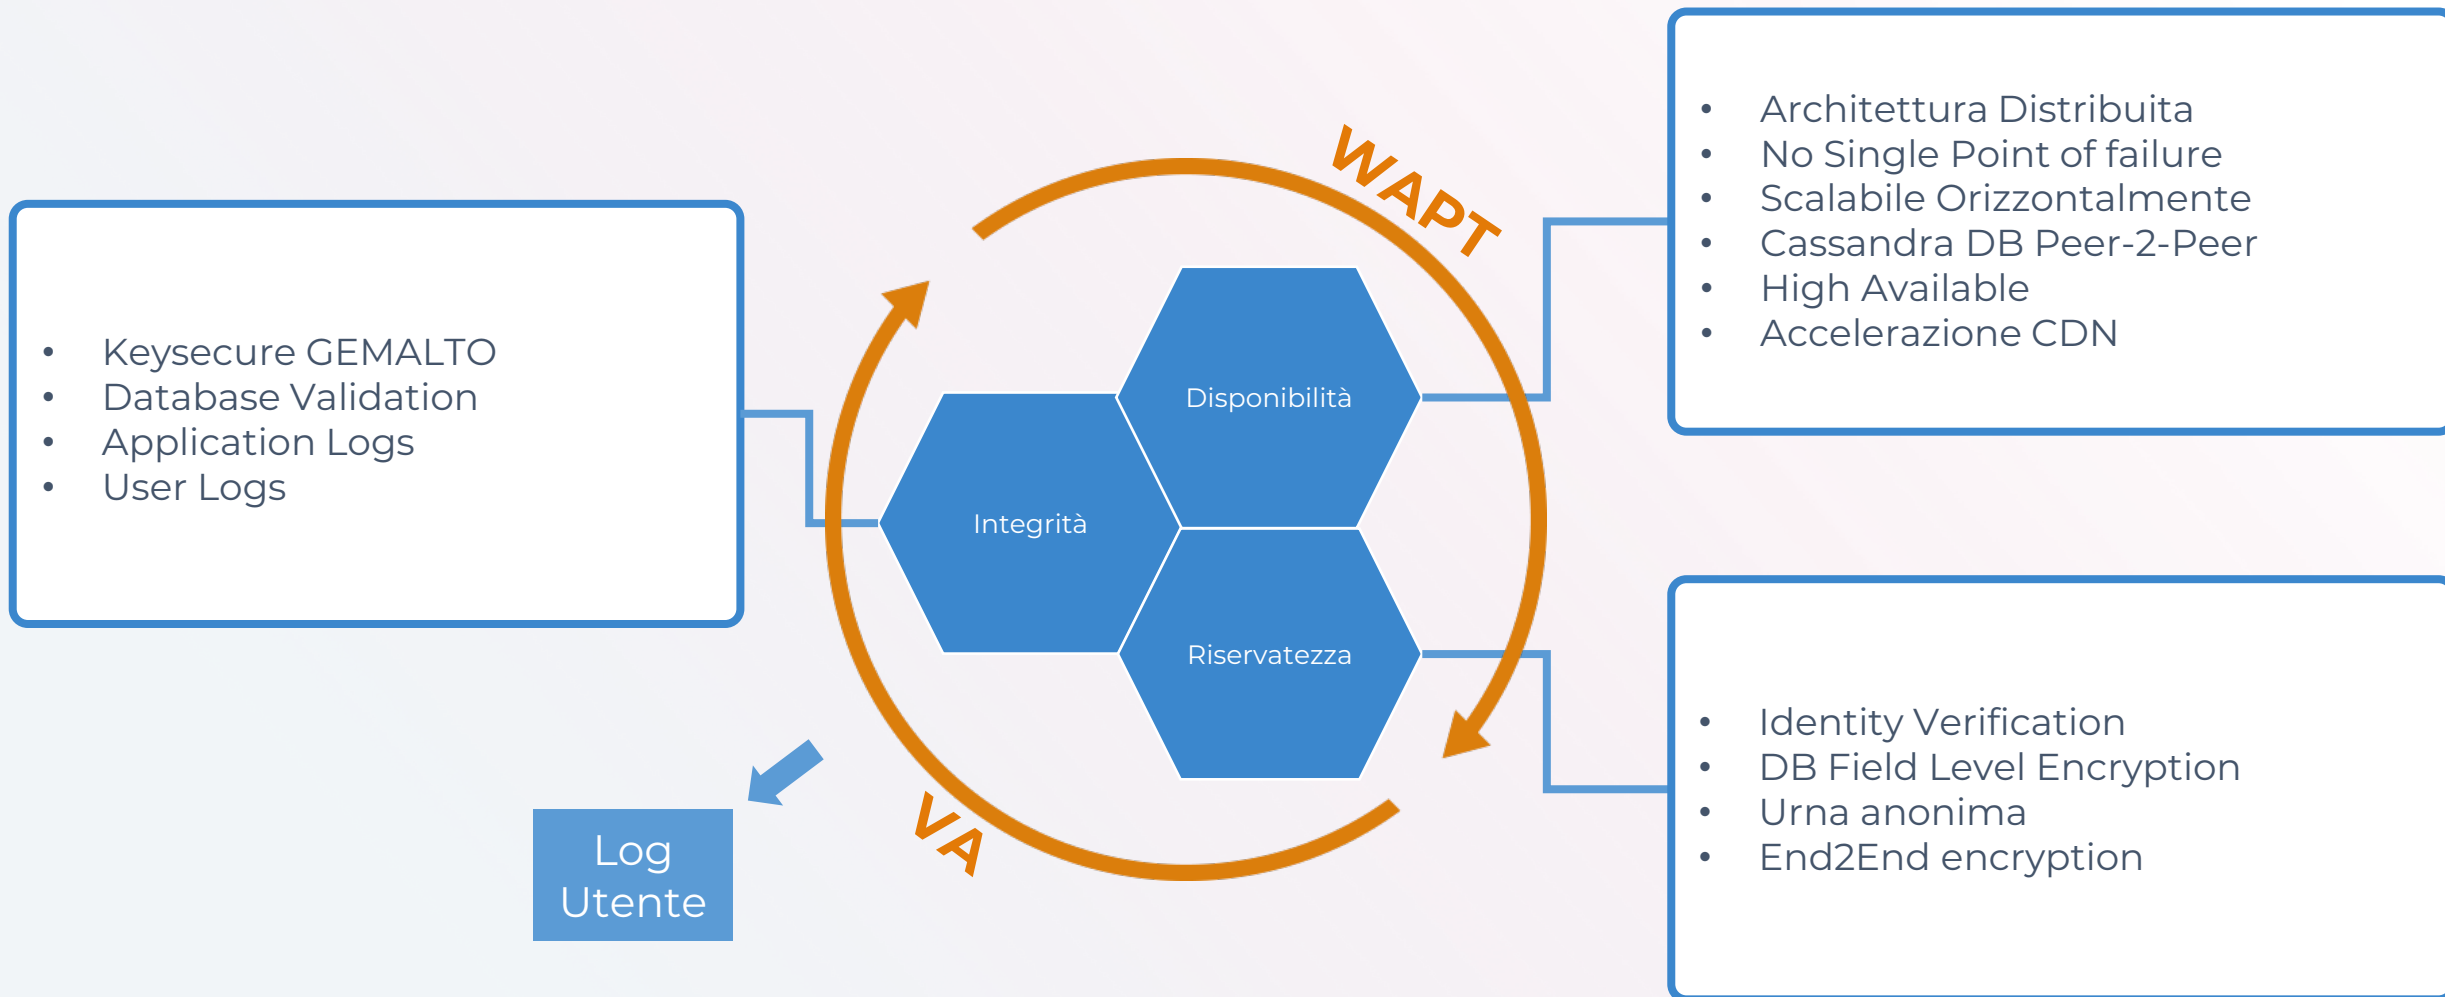 • Keysecure GEMALTO
• Database Validation
• Application Logs
• User Logs
WAPT
Disponibilità
Integrità
Riservatezza
VA
Log
Utente
• Architettura Distribuita
• No Single Point of failure
• Scalabile Orizzontalmente
• Cassandra DB Peer-2-Peer
• High Available
• Accelerazione CDN
• Identity Verification
• DB Field Level Encryption
• Urna anonima
• End2End encryption